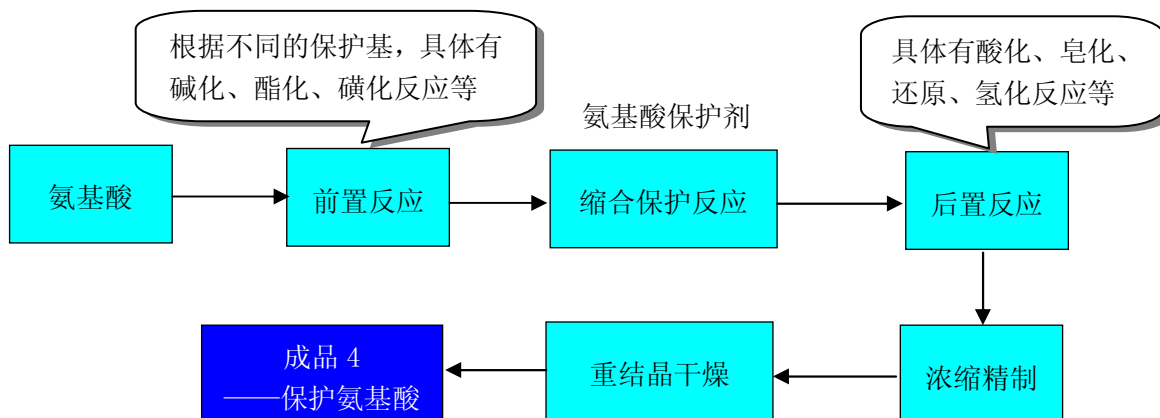 根据不同的保护基，具体有
碱化、酯化、磺化反应等
具体有酸化、皂化、
还原、氢化反应等
氨基酸保护剂
氨基酸
前置反应
缩合保护反应
后置反应
成品 4
——保护氨基酸
重结晶干燥
浓缩精制